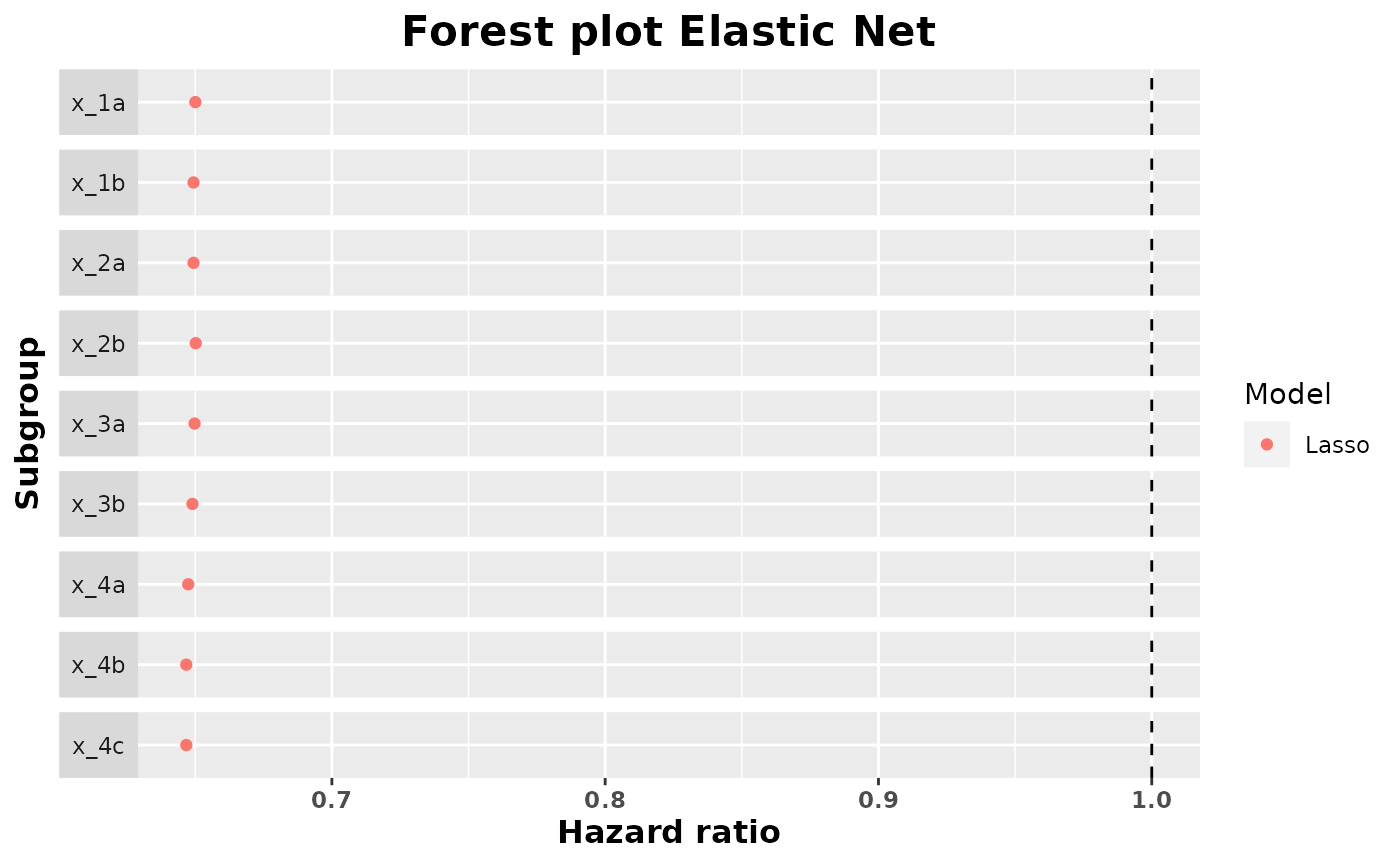 Forest plot Elastic Net
x_1a
x_1b
x_2a
x_2b
x_3a
x_3b
x_4a
x_4b
x_4c
Subgroup
0.7 0.8 0.9 1.0
Hazard ratio
Model
Lasso